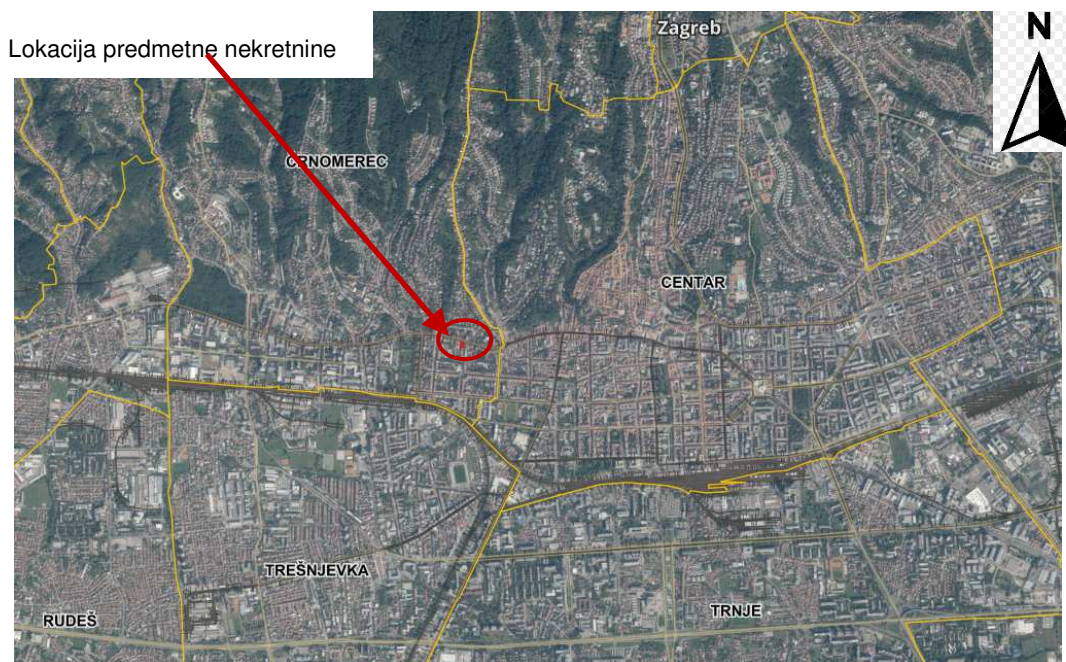 Zagreb
N
Lokacija predmetne nekretnine
ČRNOMEREC
CENTAR
TREŠNJEVKA
TRNJE
RUDEŠ